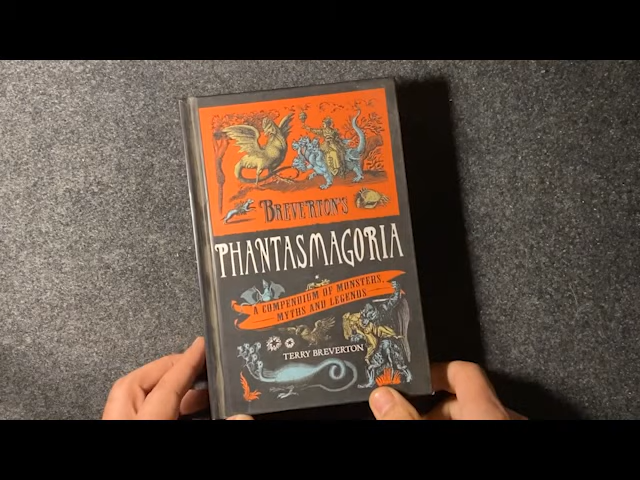 BREVERTON'S
PHANTASMAGORIA
A COMPENDIUM OF MONSTERS,
MYTHS AND LEGENDS
TERRY BREVERTON